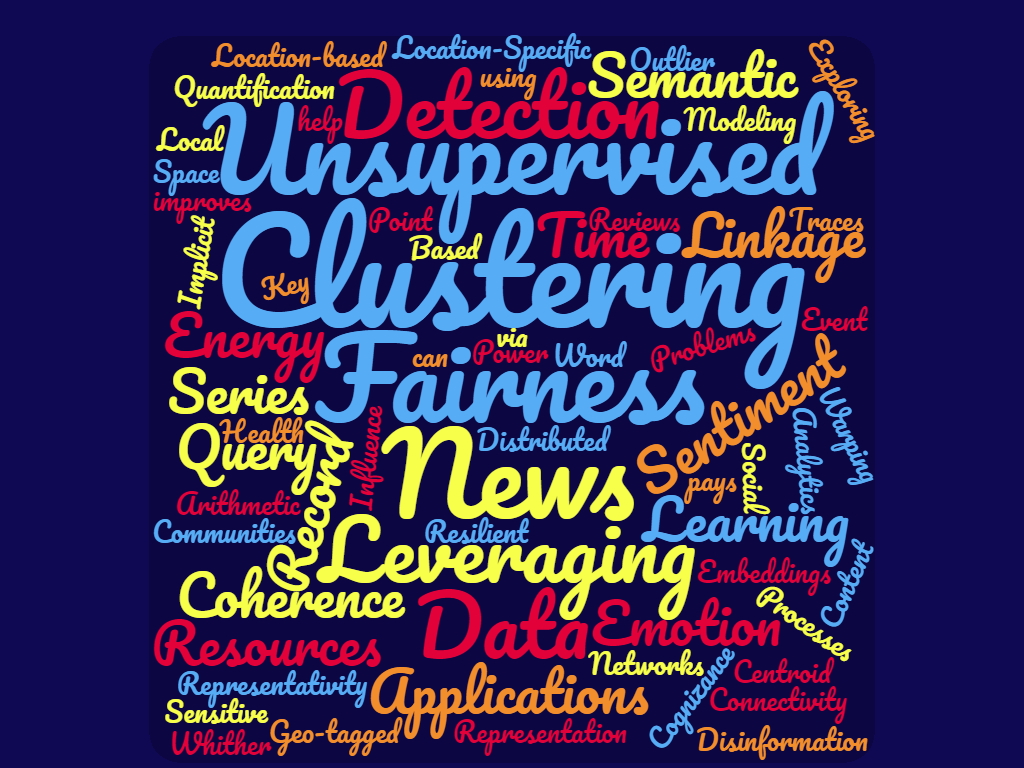 Location-based
Location-Specific
Outlier
Exploring
Quantification
using
Semantic
Detection
help
Modeling
Local
Unsupervised
Space
improves
Point
Reviews
Traces
Implicit
Based
Time
Linkage
Key
Clustering
Energy
via
Event
can
Power
Word
Problems
Series
Fairness
Sentiment
Warping
Health
Query
Influence
Distributed
Analytics
Record
News
Social
pays
Arithmetic
Communities
Resilient
Learning
Leveraging
Embeddings
Content
Coherence
Processes
Resources
Data
Emotion
Networks
Cognizance
Centroid
Representativity
Applications
Connectivity
Sensitive
Whither
Geo-tagged
Representation
Disinformation